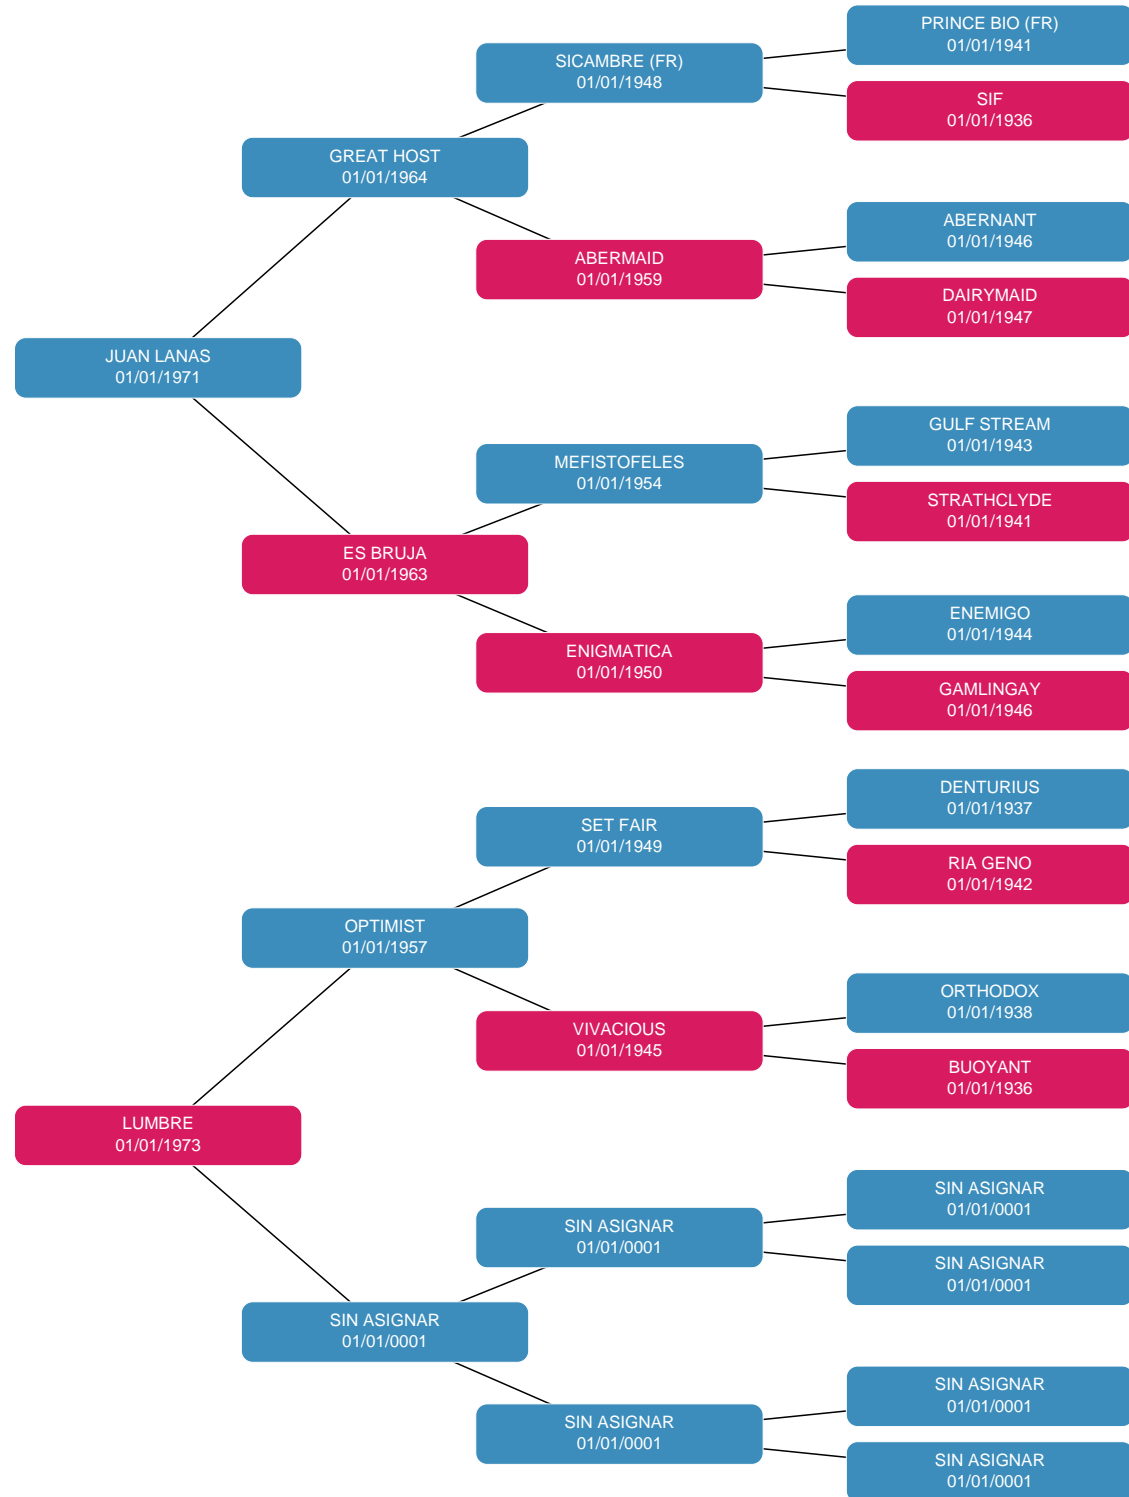 PRINCE BIO (FR)
01/01/1941
SICAMBRE (FR)
01/01/1948
SIF
01/01/1936
GREAT HOST
01/01/1964
ABERNANT
01/01/1946
ABERMAID
01/01/1959
DAIRYMAID
01/01/1947
JUAN LANAS
01/01/1971
GULF STREAM
01/01/1943
MEFISTOFELES
01/01/1954
STRATHCLYDE
01/01/1941
ES BRUJA
01/01/1963
ENEMIGO
01/01/1944
ENIGMATICA
01/01/1950
GAMLINGAY
01/01/1946
DENTURIUS
01/01/1937
SET FAIR
01/01/1949
RIA GENO
01/01/1942
OPTIMIST
01/01/1957
ORTHODOX
01/01/1938
VIVACIOUS
01/01/1945
BUOYANT
01/01/1936
LUMBRE
01/01/1973
SIN ASIGNAR
01/01/0001
SIN ASIGNAR
01/01/0001
SIN ASIGNAR
01/01/0001
SIN ASIGNAR
01/01/0001
SIN ASIGNAR
01/01/0001
SIN ASIGNAR
01/01/0001
SIN ASIGNAR
01/01/0001